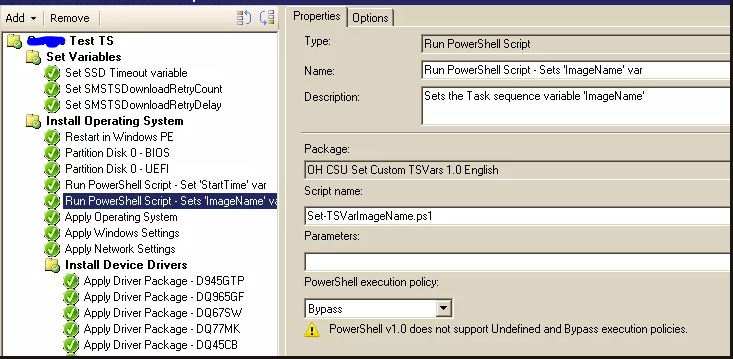 Add
Remove
Test TS
Set Variables
Set SSD Timeout variable
Set SMSTSDownloadRetryCount
Set SMSTSDownloadRetryDelay
Install Operating System
Restart in Windows PE
Partition Disk 0 - BIOS
Partition Disk 0 - UEFI
Run PowerShell Script - Set 'StartTime' var
Run PowerShell Script - Sets 'ImageName' va
Apply Operating System
Apply Windows Settings
Apply Network Settings
Install Device Drivers
Apply Driver Package - D945GTP
Apply Driver Package - DQ965GF
Apply Driver Package - DQ67SW
Apply Driver Package - DQ77MK
Apply Driver Package - DQ45CB
Properties
Options
Type:
Run PowerShell Script
Name:
Run PowerShell Script - Sets 'ImageName' var
Description:
Sets the Task sequence variable 'ImageName'
Package:
OH CSU Set Custom TSVars 1.0 English
Script name:
Set-TSVarImageName.ps1
Parameters:
PowerShell execution policy:
Bypass
PowerShell v1.0 does not support Undefined and Bypass execution policies.